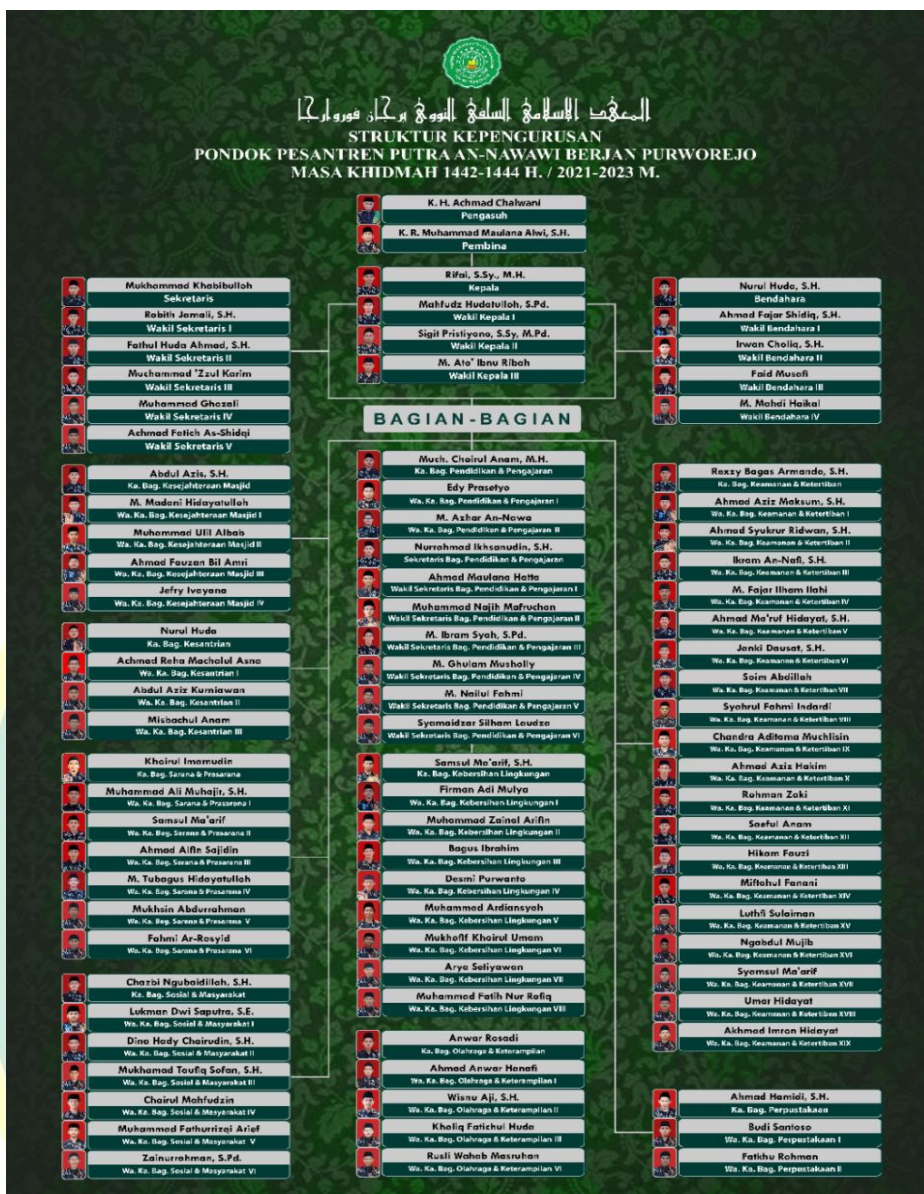 المعهد الإسلامي السلفي النووي برجان فوروارجا
STRUKTUR KEPENGURUSAN
PONDOK PESANTREN PUTRA AN-NAWAWI BERJAN PURWOREJO
MASA KHIDMAH 1442-1444 H. / 2021-2023 M.
K. H. Achmad Chalwani
Pengasuh
K. R. Muhammad Maulana Alwi, S.H.
Pembina
Rifai, S.Sy., M.H.
Kepala
Mahfudz Hudatulloh, S.Pd.
Wakil Kepala I
Sigit Pristiyono, S.Sy, M.Pd.
Wakil Kepala II
M. Ato' Ibnu Ribah
Wakil Kepala III
Mukhammad Khabibulloh
Sekretaris
Robith Jamali, S.H.
Wakil Sekretaris I
Fathul Huda Ahmad, S.H.
Wakil Sekretaris II
Muchammad 'Zzul Karim
Wakil Sekretaris III
Muhammad Ghozali
Wakil Sekretaris IV
Achmad Fatich As-Shidqi
Wakil Sekretaris V
Nurul Huda, S.H.
Bendahara
Ahmad Fajar Shidiq, S.H.
Wakil Bendahara I
Irwan Choliq, S.H.
Wakil Bendahara II
Faid Musofi
Wakil Bendahara III
M. Mahdi Haikal
Wakil Bendahara IV
BAGIAN-BAGIAN
Abdul Azis, S.H.
Ka. Bag. Kesejahteraan Masjid
M. Madani Hidayatulloh
Wa. Ka. Bag. Kesejahteraan Masjid I
Muhammad Ulil Albab
Wa. Ka. Bag. Kesejahteraan Masjid II
Ahmad Fauzan Bil Amri
Wa. Ka. Bag. Kesejahteraan Masjid III
Jefry Ivayana
Wa. Ka. Bag. Kesejahteraan Masjid IV
Nurul Huda
Ka. Bag. Kesantrian
Achmad Reha Machalul Asna
Wa. Ka. Bag. Kesantrian I
Abdul Aziz Kurniawan
Wa. Ka. Bag. Kesantrian II
Misbachul Anam
Wa. Ka. Bag. Kesantrian III
Khoirul Imamudin
Ka. Bag. Sarana & Prasarana
Muhammad Ali Muhajir, S.H.
Wa. Ka. Bag. Sarana & Prasarana I
Samsul Ma'arif
Wa. Ka. Bag. Sarana & Prasarana II
Ahmad Alfin Sajidin
Wa. Ka. Bag. Sarana & Prasarana III
M. Tubagus Hidayatullah
Wa. Ka. Bag. Sarana & Prasarana IV
Mukhsin Abdurrahman
Wa. Ka. Bag. Sarana & Prasarana V
Fahmi Ar-Rosyid
Wa. Ka. Bag. Sarana & Prasarana VI
Chazbi Ngubaidillah, S.H.
Ka. Bag. Sosial & Masyarakat
Lukman Dwi Saputra, S.E.
Wa. Ka. Bag. Sosial & Masyarakat I
Dino Hady Chairudin, S.H.
Wa. Ka. Bag. Sosial & Masyarakat II
Mukhamad Taufiq Sofan, S.H.
Wa. Ka. Bag. Sosial & Masyarakat III
Choirul Mahfudzin
Wa. Ka. Bag. Sosial & Masyarakat IV
Muhammad Fathurrizqi Arief
Wa. Ka. Bag. Sosial & Masyarakat V
Zainurrohman, S.Pd.
Wa. Ka. Bag. Sosial & Masyarakat VI
Much. Choirul Anam, M.H.
Ka. Bag. Pendidikan & Pengajaran
Edy Prasetyo
Wa. Ka. Bag. Pendidikan & Pengajaran I
M. Azhar An-Nawa
Wa. Ka. Bag. Pendidikan & Pengajaran II
Nurrohmad Ikhsanudin, S.H.
Sekretaris Bag. Pendidikan & Pengajaran
Ahmad Maulana Hatta
Wakil Sekretaris Bag. Pendidikan & Pengajaran I
Muhammad Najih Mafruchan
Wakil Sekretaris Bag. Pendidikan & Pengajaran II
M. Ibram Syah, S.Pd.
Wakil Sekretaris Bag. Pendidikan & Pengajaran III
M. Ghulam Musholly
Wakil Sekretaris Bag. Pendidikan & Pengajaran IV
M. Nailul Fahmi
Wakil Sekretaris Bag. Pendidikan & Pengajaran V
Syamaidzar Silham Laudza
Wakil Sekretaris Bag. Pendidikan & Pengajaran VI
Samsul Ma'arif, S.H.
Ka. Bag. Kebersihan Lingkungan
Firman Adi Mulya
Wa. Ka. Bag. Kebersihan Lingkungan I
Muhammad Zainal Arifin
Wa. Ka. Bag. Kebersihan Lingkungan II
Bagus Ibrahim
Wa. Ka. Bag. Kebersihan Lingkungan III
Desmi Purwanto
Wa. Ka. Bag. Kebersihan Lingkungan IV
Muhammad Ardiansyah
Wa. Ka. Bag. Kebersihan Lingkungan V
Mukhofif Khoirul Umam
Wa. Ka. Bag. Kebersihan Lingkungan VI
Arya Seliyawan
Wa. Ka. Bag. Kebersihan Lingkungan VII
Muhammad Fatih Nur Rofiq
Wa. Ka. Bag. Kebersihan Lingkungan VIII
Anwar Rosadi
Ka. Bag. Olahraga & Keterampilan
Ahmad Anwar Hanafi
Wa. Ka. Bag. Olahraga & Keterampilan I
Wisnu Aji, S.H.
Wa. Ka. Bag. Olahraga & Keterampilan II
Kholiq Fatichul Huda
Wa. Ka. Bag. Olahraga & Keterampilan III
Rusli Wahab Masruhan
Wa. Ka. Bag. Olahraga & Keterampilan VI
Rexzy Bagas Armando, S.H.
Ka. Bag. Keamanan & Ketertiban
Ahmad Aziz Maksum, S.H.
Wa. Ka. Bag. Keamanan & Ketertiban I
Ahmad Syukrur Ridwan, S.H.
Wa. Ka. Bag. Keamanan & Ketertiban II
Ikram An-Nafi, S.H.
Wa. Ka. Bag. Keamanan & Ketertiban III
M. Fajar Ilham Ilahi
Wa. Ka. Bag. Keamanan & Ketertiban IV
Ahmad Ma'ruf Hidayat, S.H.
Wa. Ka. Bag. Keamanan & Ketertiban V
Janki Dausat, S.H.
Wa. Ka. Bag. Keamanan & Ketertiban VI
Soim Abdillah
Wa. Ka. Bag. Keamanan & Ketertiban VII
Syahrul Fahmi Indardi
Wa. Ka. Bag. Keamanan & Ketertiban VIII
Chandra Aditama Muchlisin
Wa. Ka. Bag. Keamanan & Ketertiban IX
Ahmad Aziz Hakim
Wa. Ka. Bag. Keamanan & Ketertiban X
Rohman Zaki
Wa. Ka. Bag. Keamanan & Ketertiban XI
Saeful Anam
Wa. Ka. Bag. Keamanan & Ketertiban XII
Hikam Fauzi
Wa. Ka. Bag. Keamanan & Ketertiban XIII
Miftahul Fanani
Wa. Ka. Bag. Keamanan & Ketertiban XIV
Luthfi Sulaiman
Wa. Ka. Bag. Keamanan & Ketertiban XV
Ngabdul Mujib
Wa. Ka. Bag. Keamanan & Ketertiban XVI
Syamsul Ma'arif
Wa. Ka. Bag. Keamanan & Ketertiban XVII
Umar Hidayat
Wa. Ka. Bag. Keamanan & Ketertiban XVIII
Akhmad Imron Hidayat
Wa. Ka. Bag. Keamanan & Ketertiban XIX
Ahmad Hamidi, S.H.
Ka. Bag. Perpustakaan
Budi Santoso
Wa. Ka. Bag. Perpustakaan I
Fatkhu Rohman
Wa. Ka. Bag. Perpustakaan II